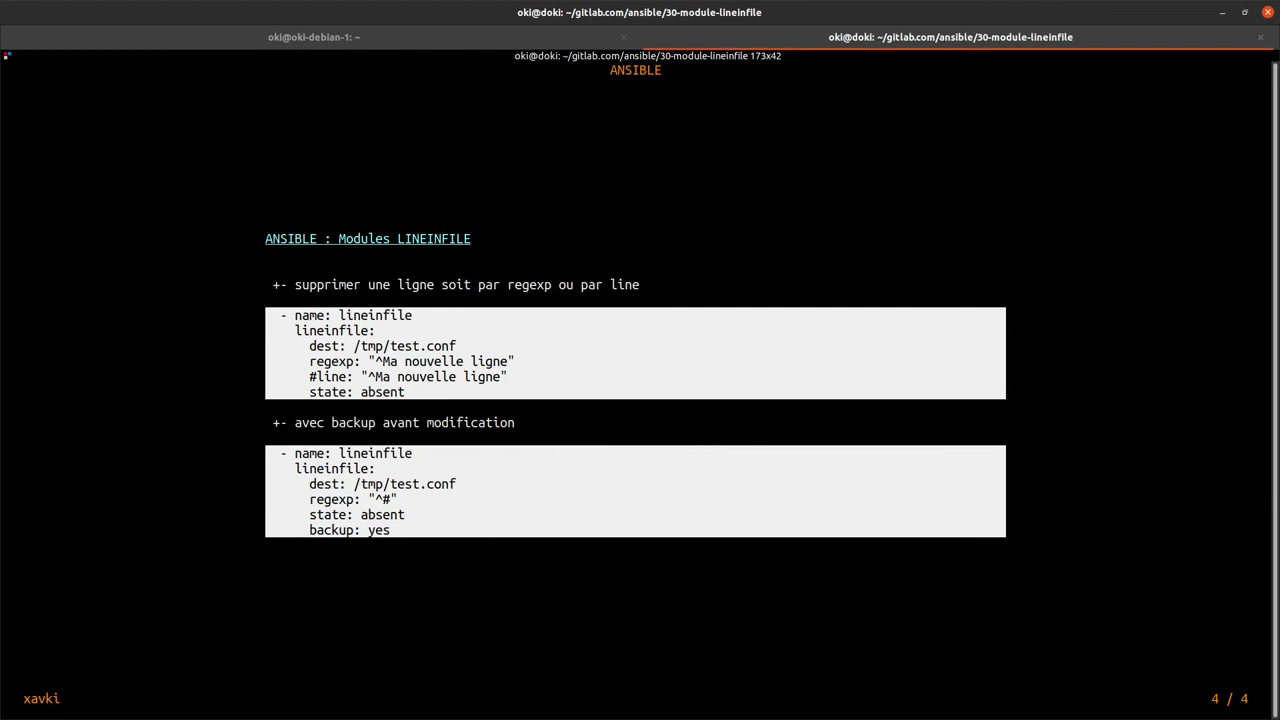 oki@doki: ~/gitlab.com/ansible/30-module-lineinfile
oki@oki-debian-1: ~
oki@doki: ~/gitlab.com/ansible/30-module-lineinfile
oki@doki: ~/gitlab.com/ansible/30-module-lineinfile 173x42
ANSIBLE
ANSIBLE : Modules LINEINFILE
+- supprimer une ligne soit par regexp ou par line
- name: lineinfile
lineinfile:
dest: /tmp/test.conf
regexp: "^Ma nouvelle ligne"
#line: "^Ma nouvelle ligne"
state: absent
+- avec backup avant modification
- name: lineinfile
lineinfile:
dest: /tmp/test.conf
regexp: "^#"
state: absent
backup: yes
xavki
4 / 4